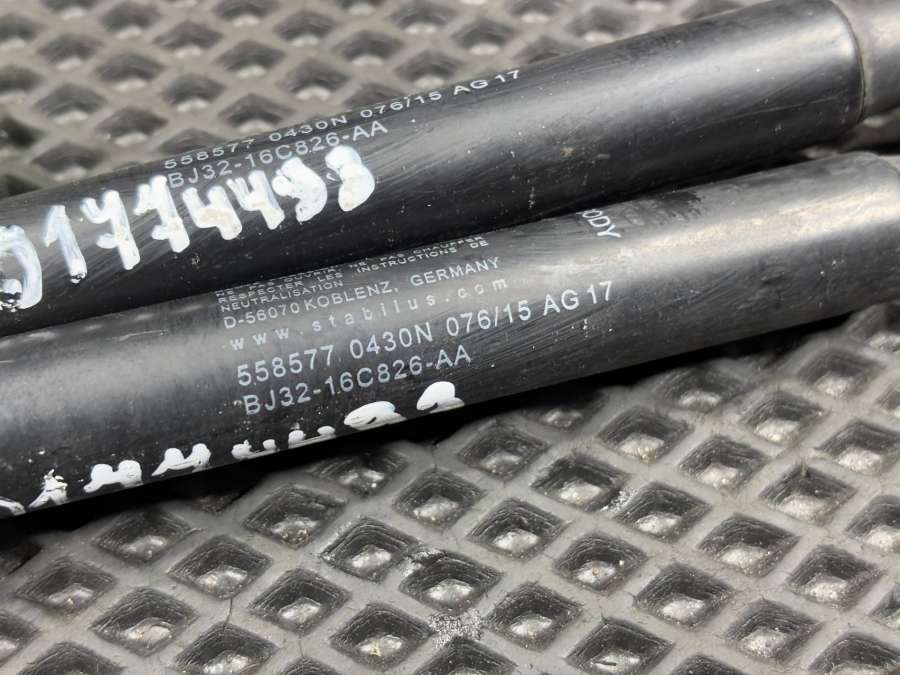 558577 0430N 076/15 AG 17
BJ32-16C826-AA
RESPECTER LES INSTRUCTIONS DE
NEUTRALISATION
D-56070 KOBLENZ, GERMANY
www.stabilus.com
558577 0430N 076/15 AG 17
BJ32-16C826-AA
ODY